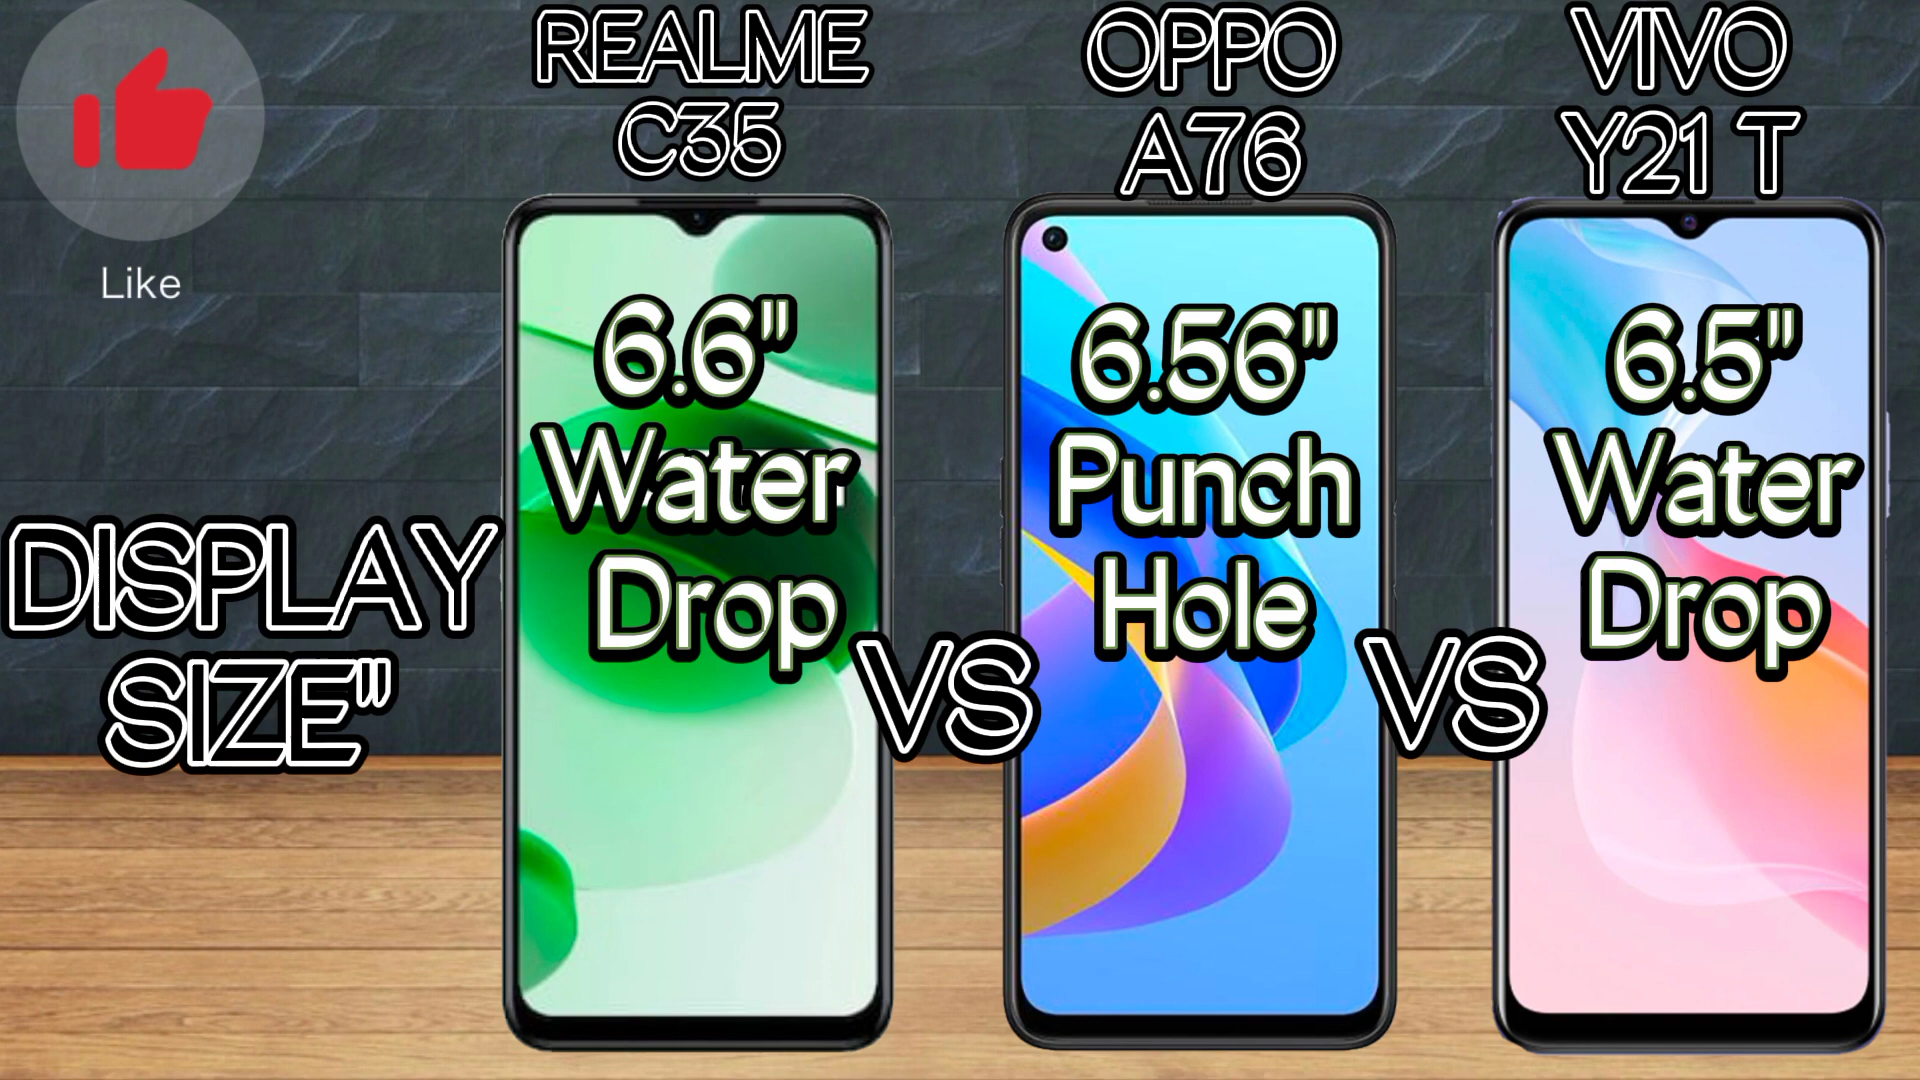 REALME
C35
OPPO
A76
VIVO
Y21 T
Like
6.6"
Water
Drop
6.56"
Punch
Hole
6.5"
Water
Drop
DISPLAY
SIZE"
VS
VS